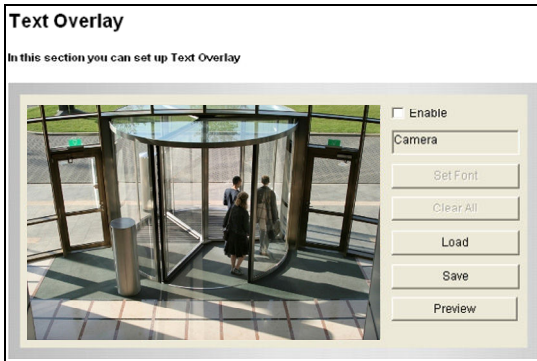 Text Overlay
In this section you can set up Text Overlay
Enable
Camera
Set Font
Clear All
Load
Save
Preview